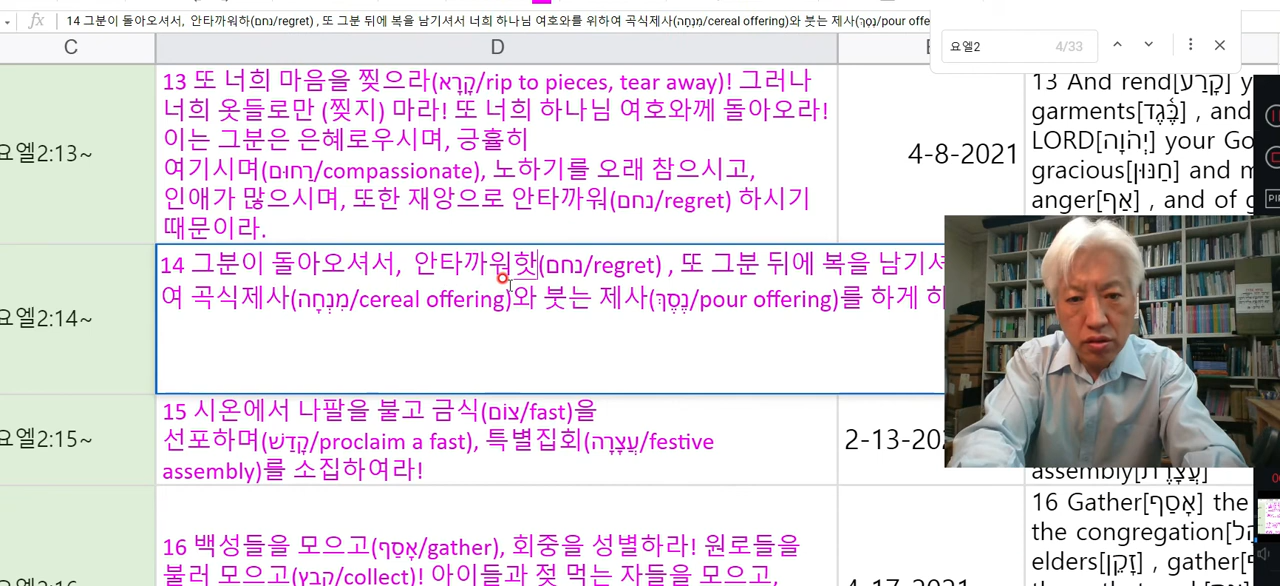 fx 14 그분이 돌아오셔서, 안타까워하(נחם/regret) , 또 그분 뒤에 복을 남기셔서 너희 하나님 여호와를 위하여 곡식제사(מִנְחָה/cereal offering)와 붓는 제사(נֶסֶךְ/pour offe
요엘2 4/33
C D
13 또 너희 마음을 찢으라(קָרָא/rip to pieces, tear away)! 그러나
너희 옷들로만 (찢지) 마라! 또 너희 하나님 여호와께 돌아오라!
이는 그분은 은혜로우시며, 긍휼히
여기시며(רַחוּם/compassionate), 노하기를 오래 참으시고,
인애가 많으시며, 또한 재앙으로 안타까워(נחם/regret) 하시기
때문이라.
요엘2:13~
4-8-2021
13 And rend[קָרַע]
garments[בֶּגֶד] , and
LORD[יְהֹוָה] your Go
gracious[חַנּוּן] and m
anger[אַף] , and of g
14 그분이 돌아오셔서, 안타까워핫(נחם/regret) , 또 그분 뒤에 복을 남기셔
여 곡식제사(מִנְחָה/cereal offering)와 붓는 제사(נֶסֶךְ/pour offering)를 하게 하
요엘2:14~
15 시온에서 나팔을 불고 금식(צוֹם/fast)을
선포하며(קָדַשׁ/proclaim a fast), 특별집회(עֲצָרָה/festive
assembly)를 소집하여라!
요엘2:15~
2-13-20
assembly[עֲצָרֶת]
16 백성들을 모으고(אָסַף/gather), 회중을 성별하라! 원로들을
불러 모으고(קבץ/collect)! 아이들과 젖 먹는 자들을 모으고,
4-17-2021
16 Gather[אָסַף] the
the congregation[
elders[זָקֵן] , gather[